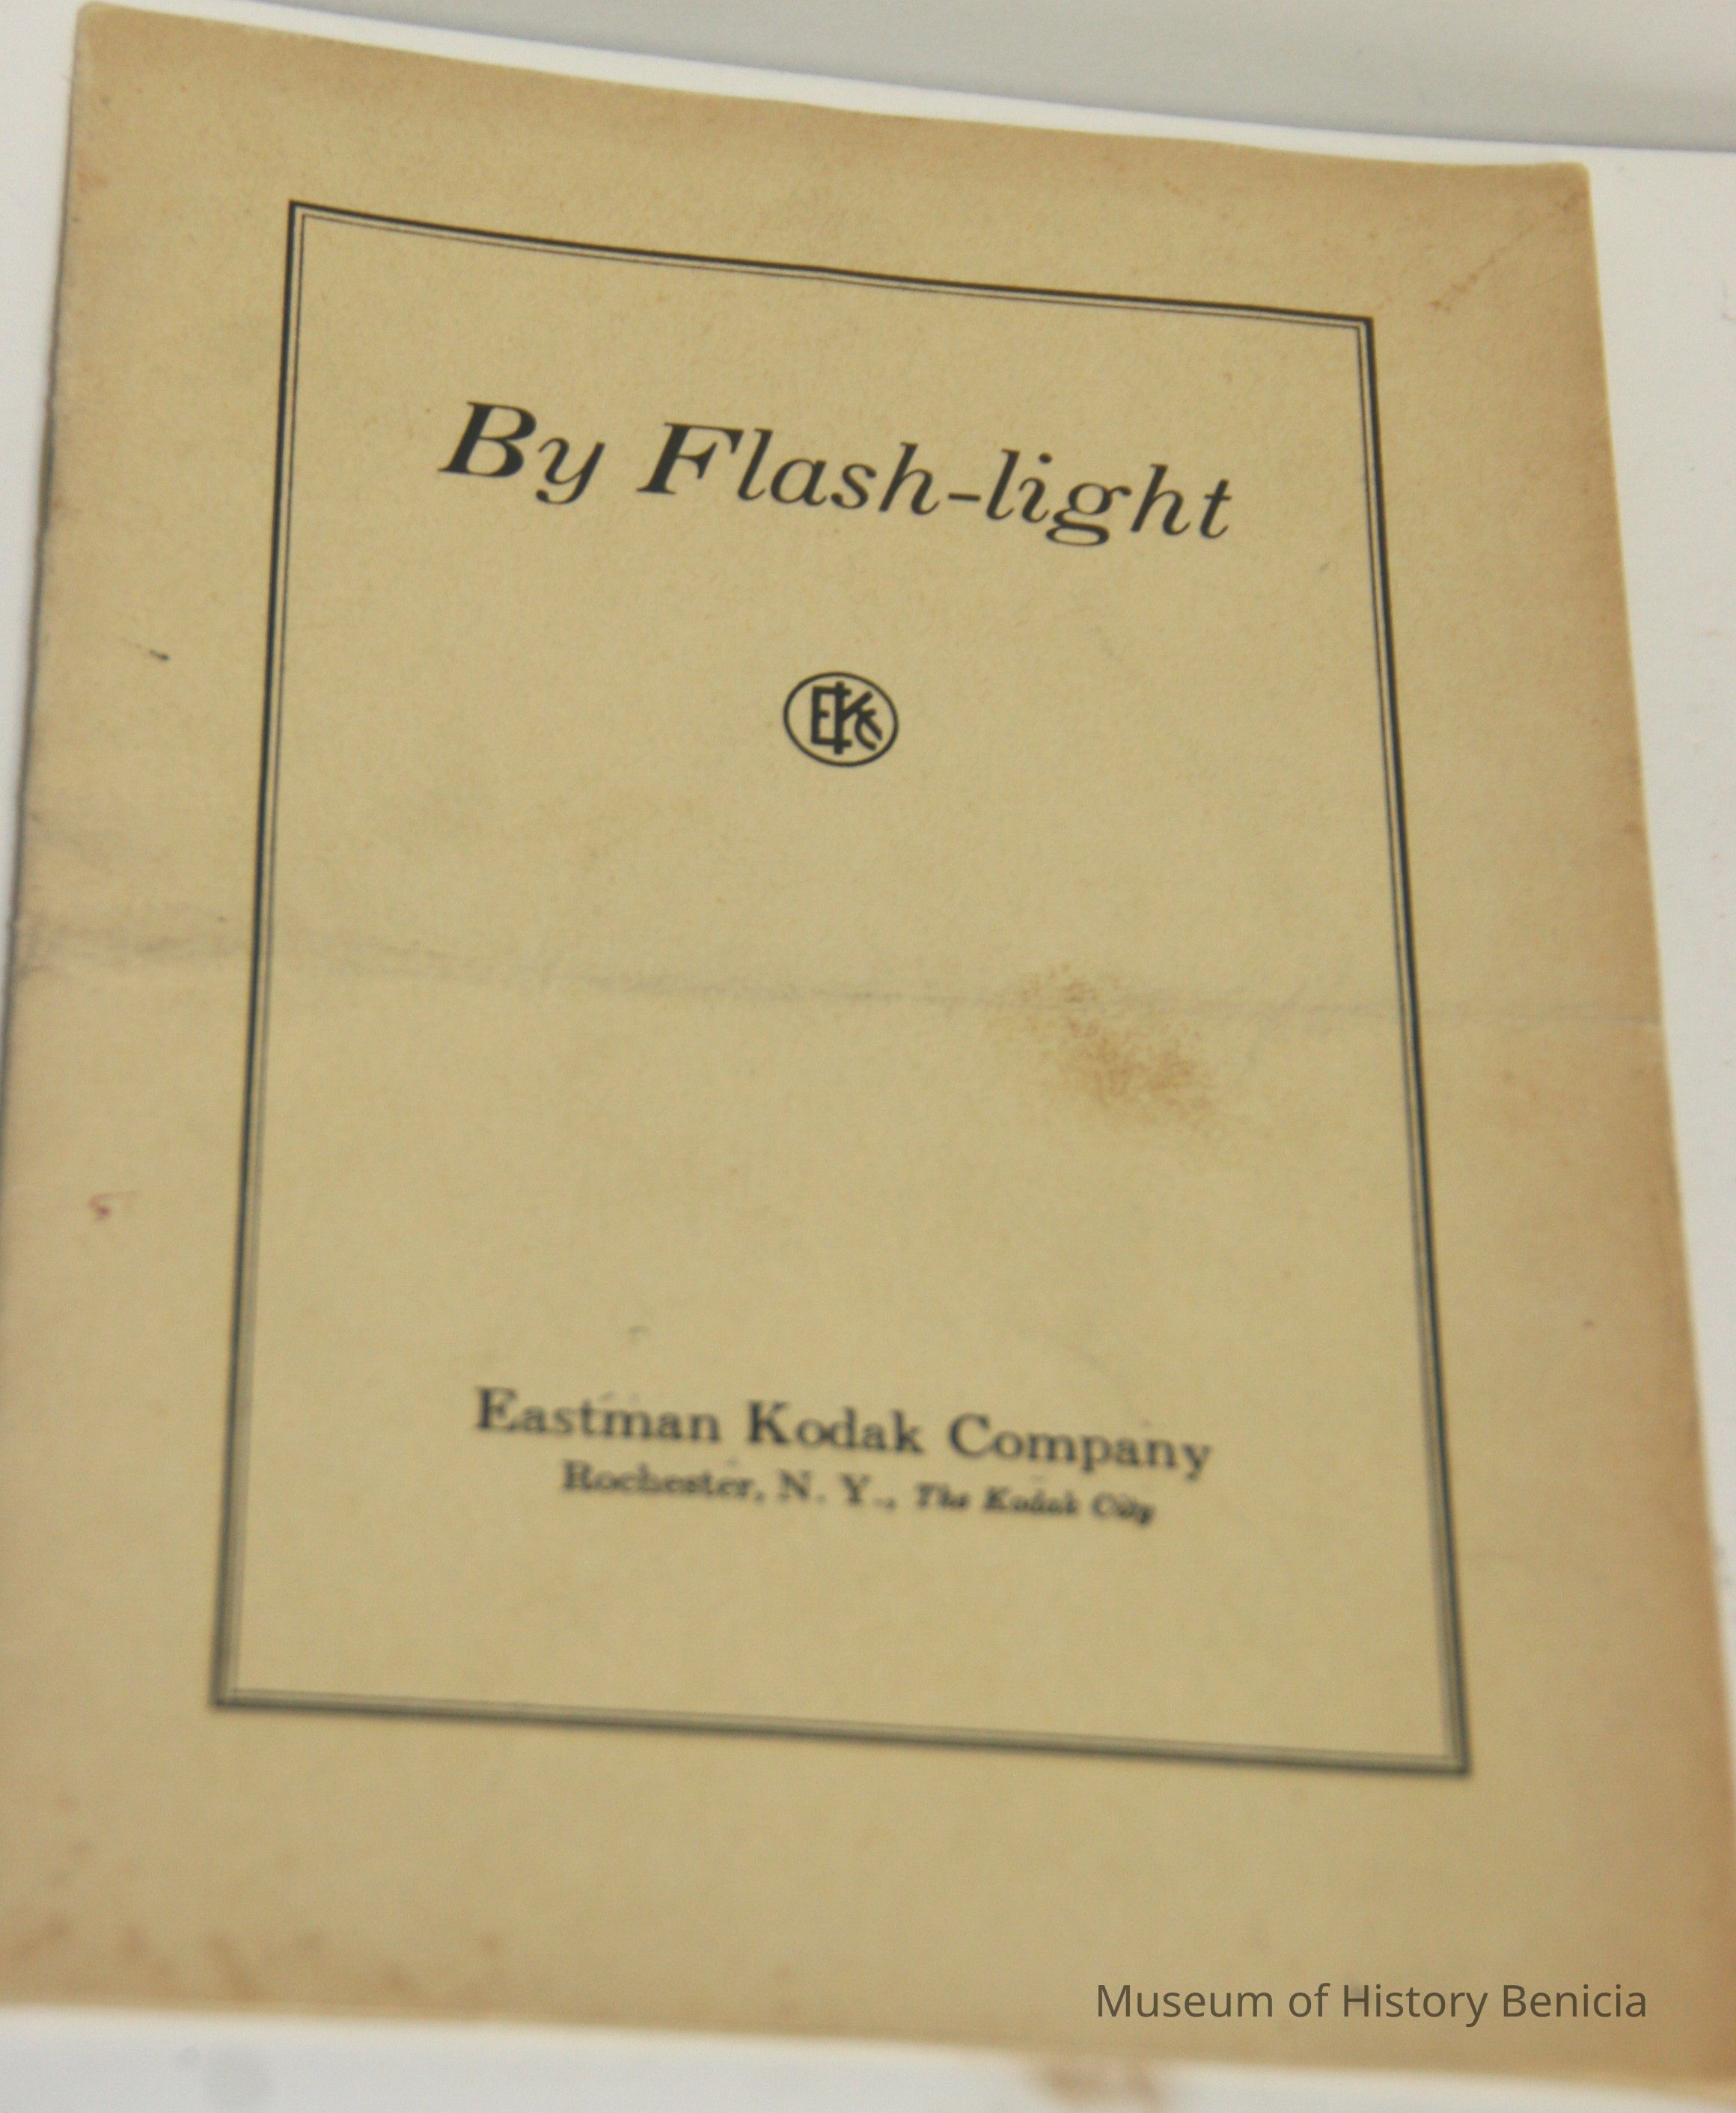 By Flash-light
EKC
Eastman Kodak Company
Rochester, N. Y., The Kodak City
Museum of History Benicia